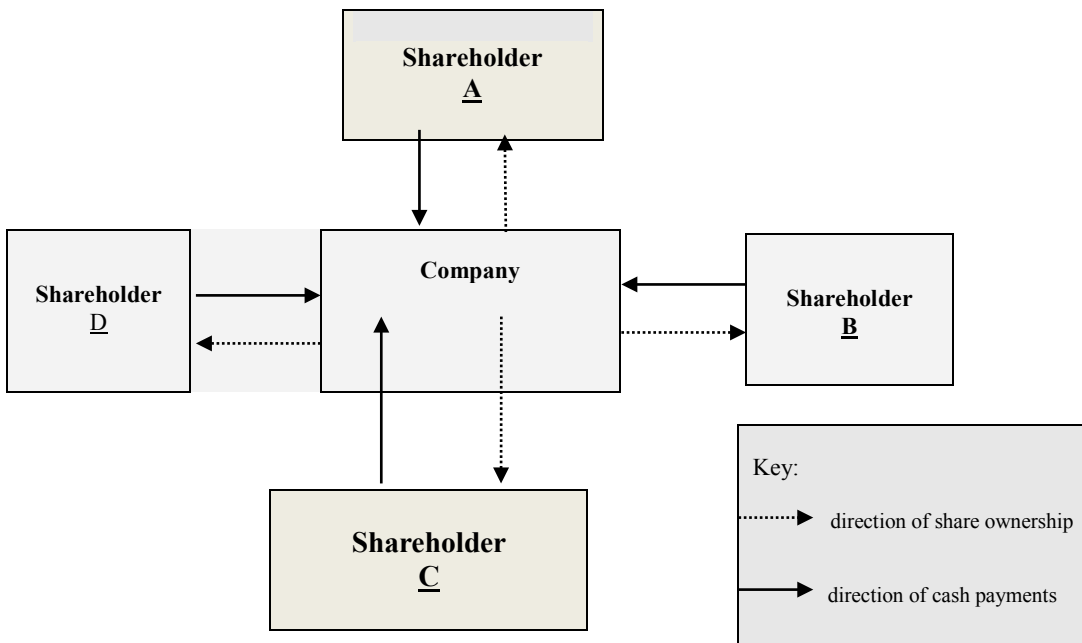 Shareholder
A
Shareholder
D
Company
Shareholder
B
Shareholder
C
Key:
direction of share ownership
direction of cash payments